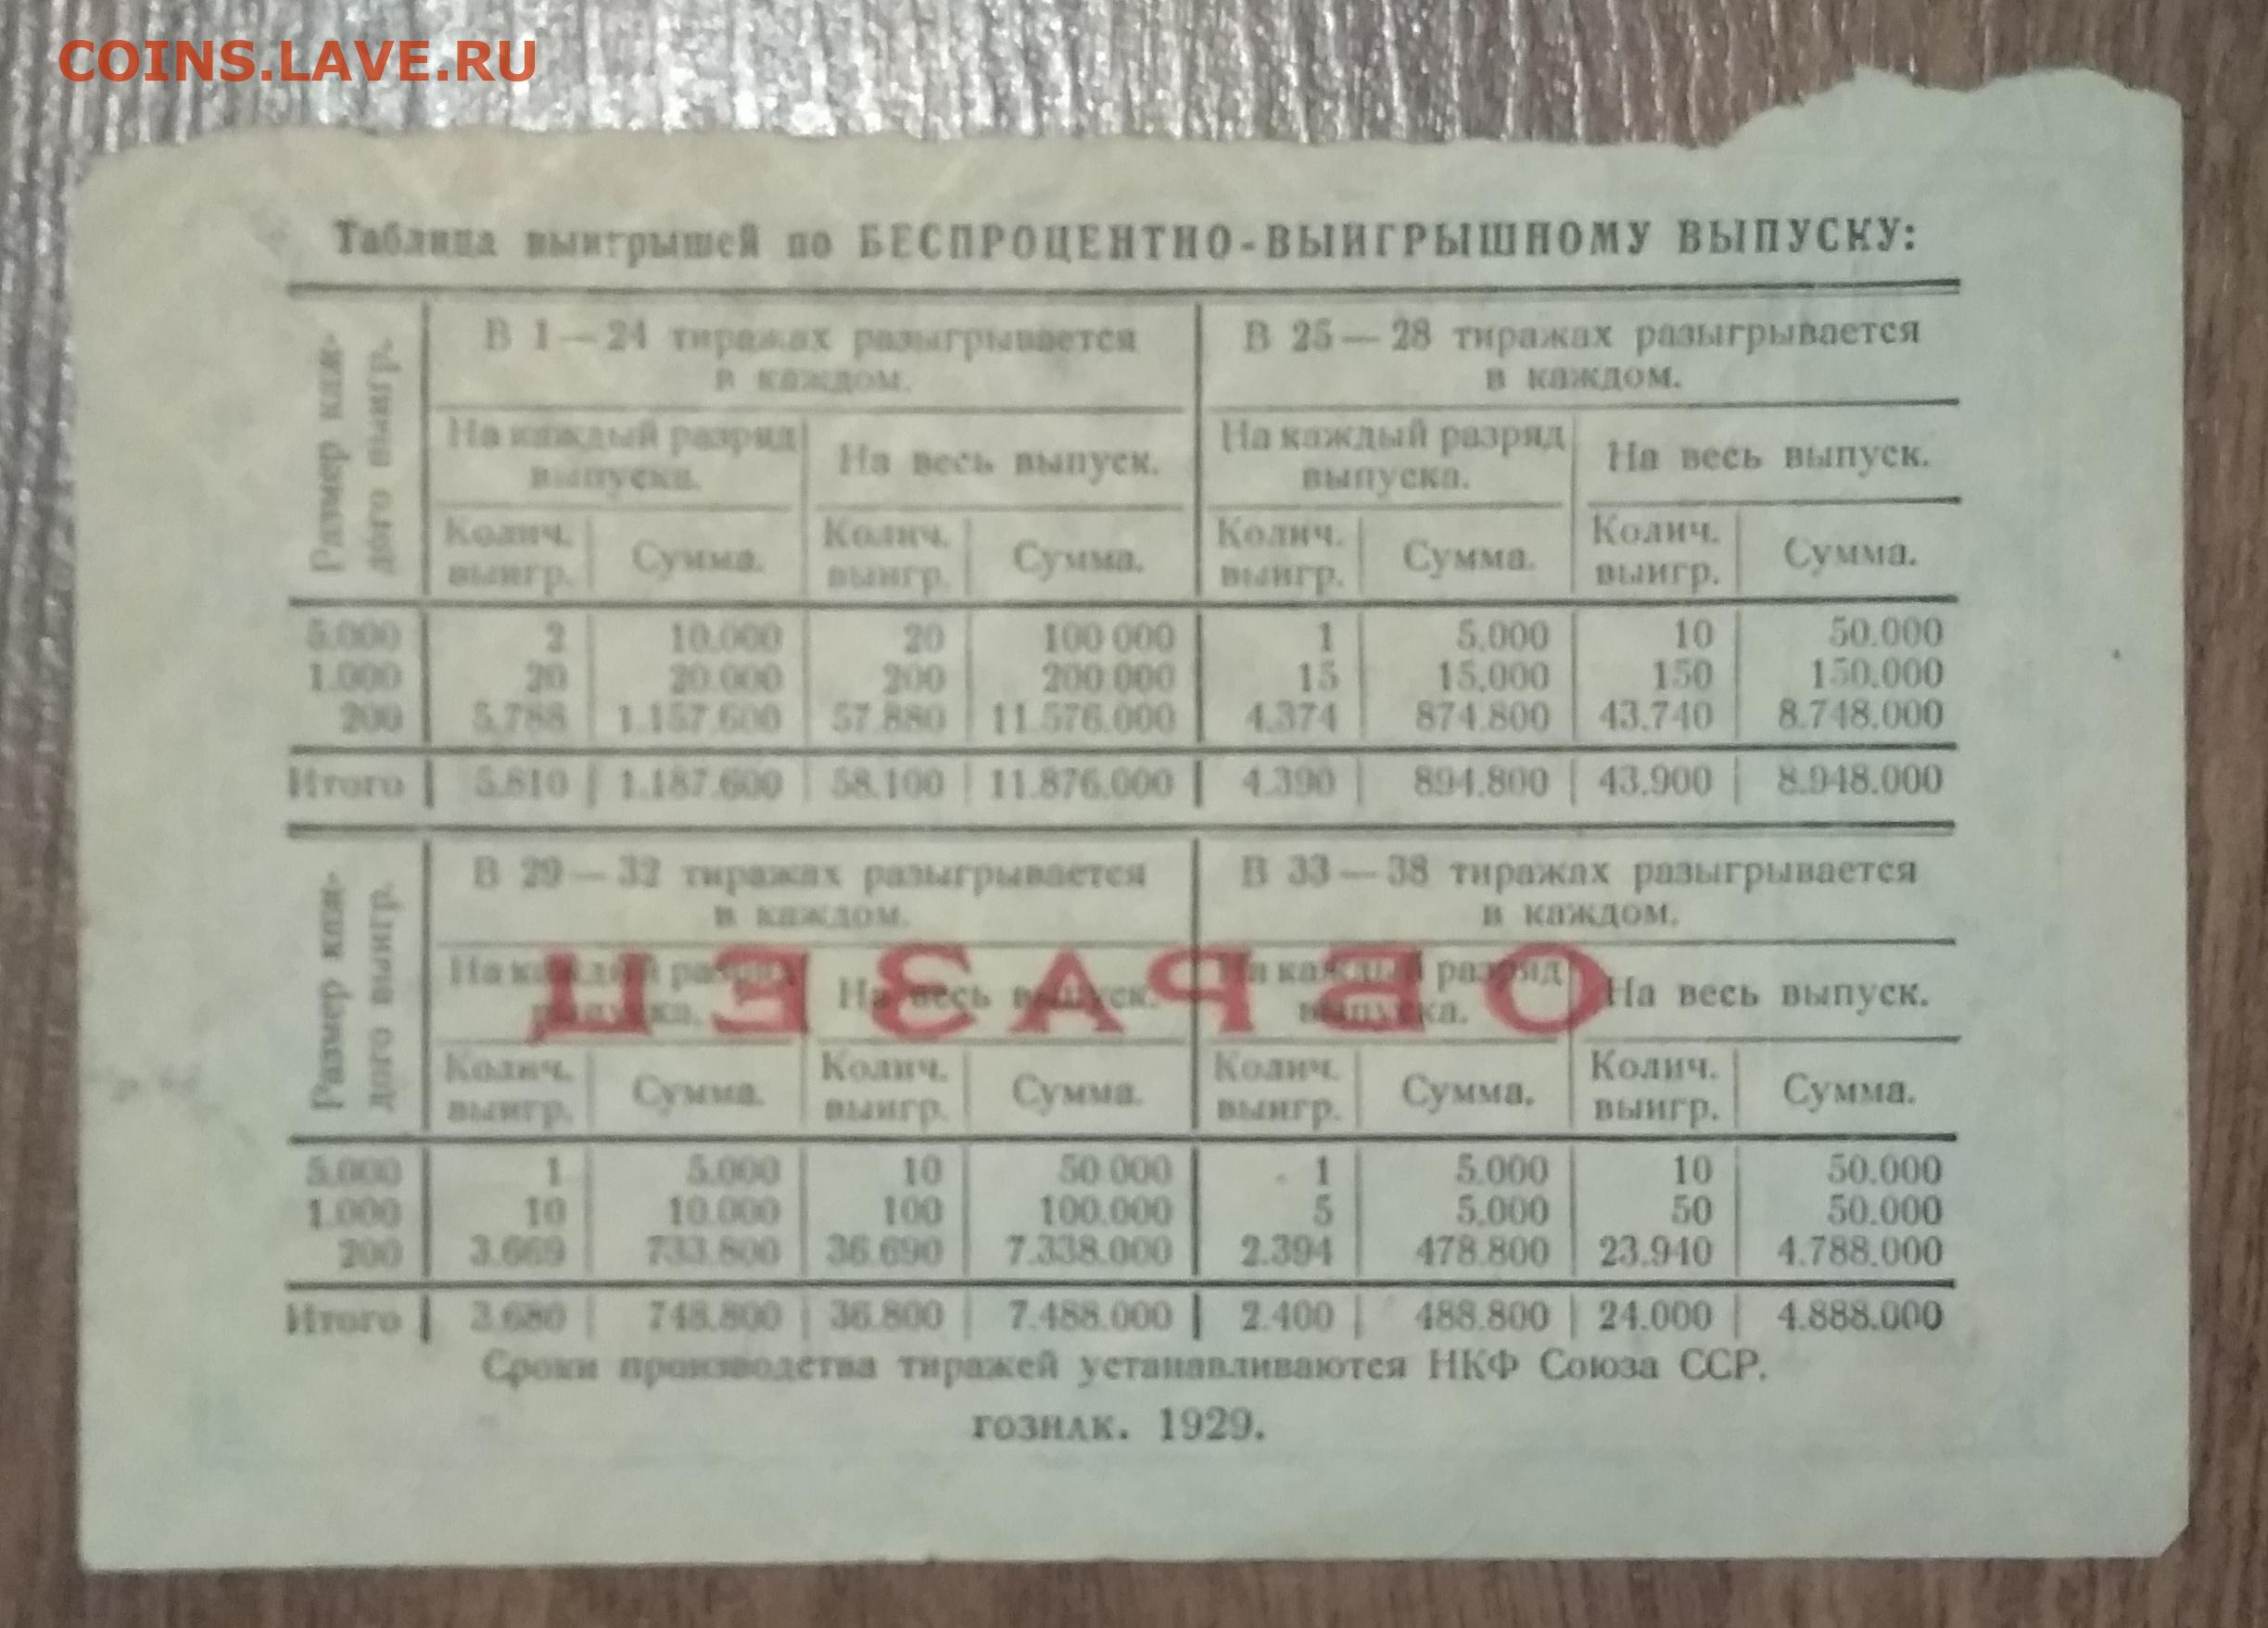 COINS.LAVE.RU
Таблица выигрышей по БЕСПРОЦЕНТНО-ВЫИГРЫШНОМУ ВЫПУСКУ:
Размер каж-
дого выигр.
В 1—24 тиражах разыгрывается
в каждом.
В 25—28 тиражах разыгрывается
в каждом.
На каждый разряд
выпуска.
На весь выпуск.
На каждый разряд
выпуска.
На весь выпуск.
Колич.
выигр.
Сумма.
Колич.
выигр.
Сумма.
Колич.
выигр.
Сумма.
Колич.
выигр.
Сумма.
5.000 2 10.000 20 100 000 1 5.000 10 50.000
1.000 20 20.000 200 200.000 15 15.000 150 150.000
200 5.788 1.157.600 57.880 11.576.000 4.374 874.800 43.740 8.748.000
Итого 5.810 1.187.600 58.100 11.876.000 4.390 894.800 43.900 8.948.000
Размер каж-
дого выигр.
В 29—32 тиражах разыгрывается
в каждом.
В 33—38 тиражах разыгрывается
в каждом.
ОБРАЗЕЦ
На каждый разряд
выпуска.
На весь выпуск.
На каждый разряд
выпуска.
На весь выпуск.
Колич.
выигр.
Сумма.
Колич.
выигр.
Сумма.
Колич.
выигр.
Сумма.
Колич.
выигр.
Сумма.
5.000 1 5.000 10 50 000 1 5.000 10 50.000
1.000 10 10.000 100 100.000 5 5.000 50 50.000
200 3.669 733.800 36.690 7.338.000 2.394 478.800 23.940 4.788.000
Итого 3.680 748.800 36.800 7.488.000 2.400 488.800 24.000 4.888.000
Сроки производства тиражей устанавливаются НКФ Союза ССР.
ГОЗНАК. 1929.